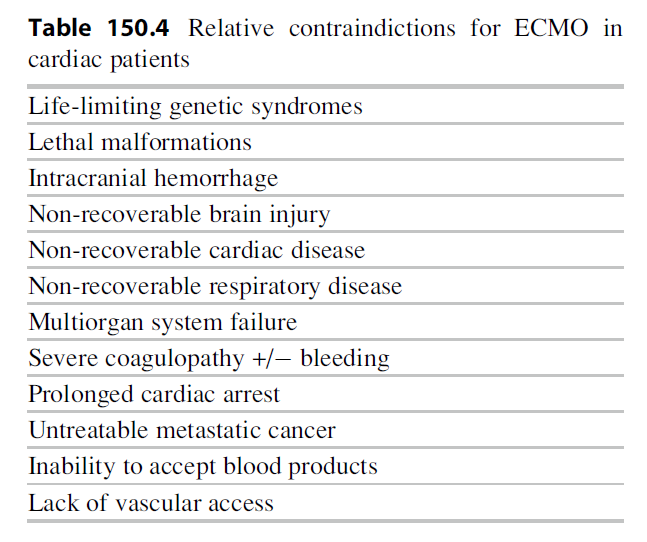 Table 150.4 Relative contraindictions for ECMO in
cardiac patients
Life-limiting genetic syndromes
Lethal malformations
Intracranial hemorrhage
Non-recoverable brain injury
Non-recoverable cardiac disease
Non-recoverable respiratory disease
Multiorgan system failure
Severe coagulopathy +/− bleeding
Prolonged cardiac arrest
Untreatable metastatic cancer
Inability to accept blood products
Lack of vascular access